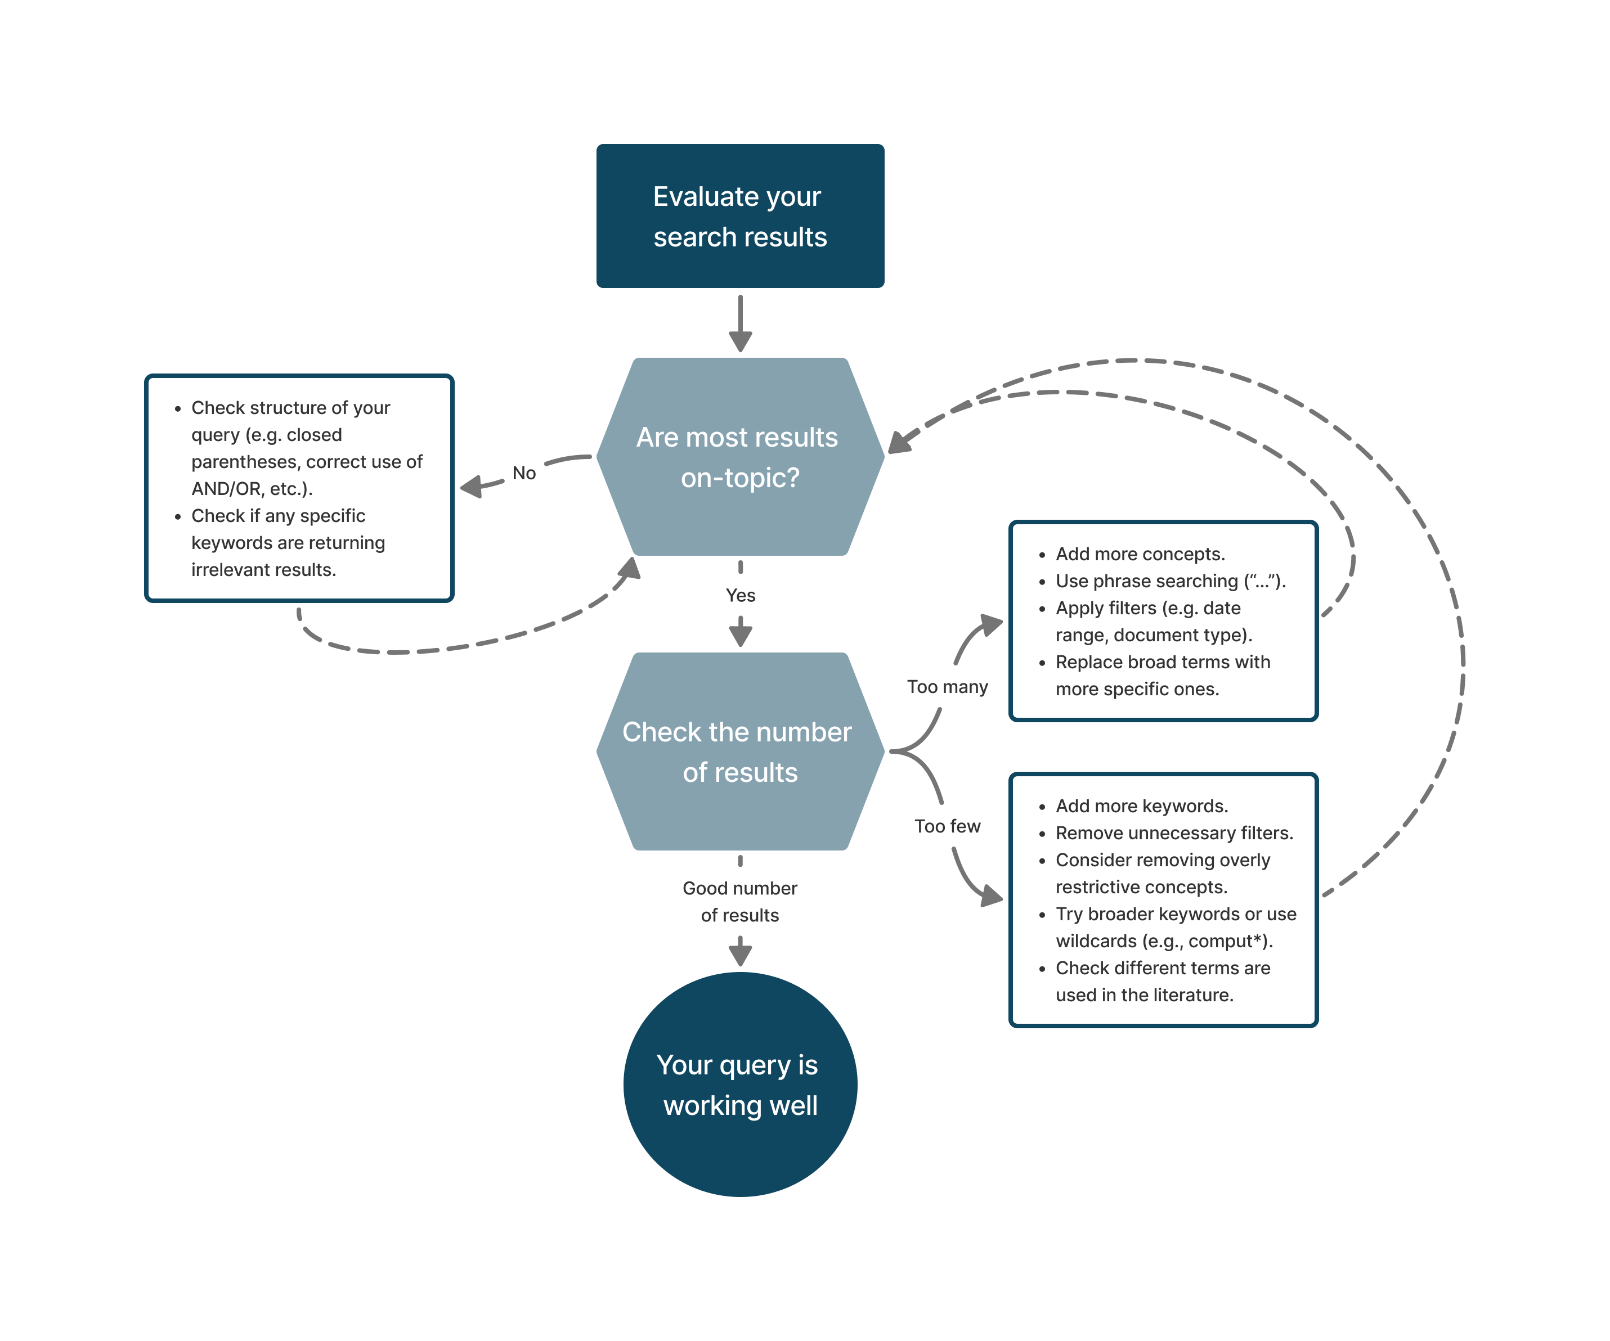 Evaluate your
search results
Are most results
on-topic?
No
• Check structure of your
query (e.g. closed
parentheses, correct use of
AND/OR, etc.).
• Check if any specific
keywords are returning
irrelevant results.
Yes
Check the number
of results
Too many
• Add more concepts.
• Use phrase searching (“...”).
• Apply filters (e.g. date
range, document type).
• Replace broad terms with
more specific ones.
Too few
• Add more keywords.
• Remove unnecessary filters.
• Consider removing overly
restrictive concepts.
• Try broader keywords or use
wildcards (e.g., comput*).
• Check different terms are
used in the literature.
Good number
of results
Your query is
working well